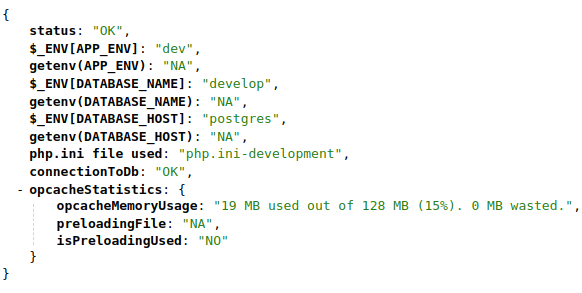 {
status: "OK",
$_ENV[APP_ENV]: "dev",
getenv(APP_ENV): "NA",
$_ENV[DATABASE_NAME]: "develop",
getenv(DATABASE_NAME): "NA",
$_ENV[DATABASE_HOST]: "postgres",
getenv(DATABASE_HOST): "NA",
php.ini file used: "php.ini-development",
connectionToDb: "OK",
- opcacheStatistics: {
opcacheMemoryUsage: "19 MB used out of 128 MB (15%). 0 MB wasted.",
preloadingFile: "NA",
isPreloadingUsed: "NO"
}
}